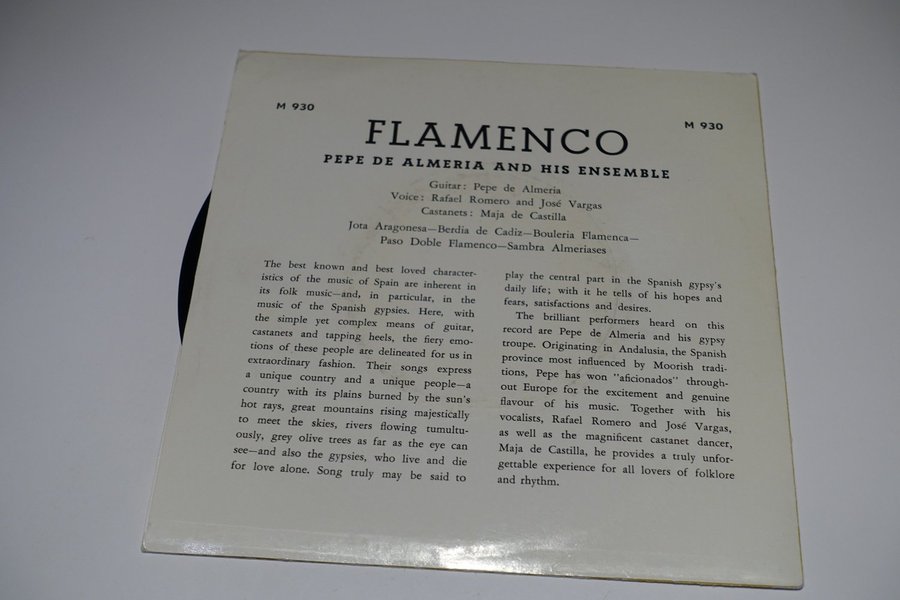 M 930
M 930
FLAMENCO
PEPE DE ALMERIA AND HIS ENSEMBLE
Guitar: Pepe de Almeria
Voice: Rafael Romero and José Vargas
Castanets: Maja de Castilla
Jota Aragonesa—Berdia de Cadiz—Bouleria Flamenca—
Paso Doble Flamenco—Sambra Almeriases
The best known and best loved character-
istics of the music of Spain are inherent in
its folk music—and, in particular, in the
music of the Spanish gypsies. Here, with
the simple yet complex means of guitar,
castanets and tapping heels, the fiery emo-
tions of these people are delineated for us in
extraordinary fashion. Their songs express
a unique country and a unique people—a
country with its plains burned by the sun's
hot rays, great mountains rising majestically
to meet the skies, rivers flowing tumultu-
ously, grey olive trees as far as the eye can
see—and also the gypsies, who live and die
for love alone. Song truly may be said to
play the central part in the Spanish gypsy's
daily life; with it he tells of his hopes and
fears, satisfactions and desires.
The brilliant performers heard on this
record are Pepe de Almeria and his gypsy
troupe. Originating in Andalusia, the Spanish
province most influenced by Moorish tradi-
tions, Pepe has won "aficionados" through-
out Europe for the excitement and genuine
flavour of his music. Together with his
vocalists, Rafael Romero and José Vargas,
as well as the magnificent castanet dancer,
Maja de Castilla, he provides a truly unfor-
gettable experience for all lovers of folklore
and rhythm.